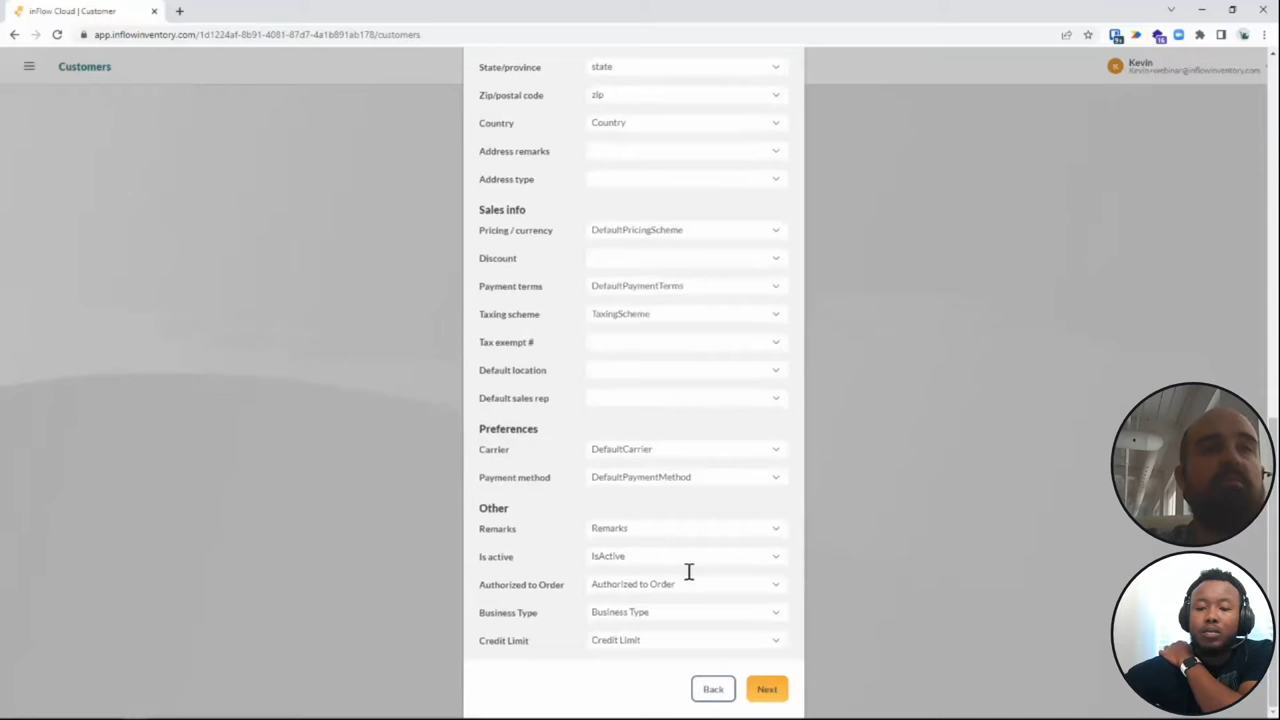 inFlow Cloud | Customer
app.inflowinventory.com/1d1224af-8b91-4081-87d7-4a1b891ab178/customers
Customers
K
Kevin
Kevin+webinar@inflowinventory.com
State/province state
Zip/postal code zip
Country Country
Address remarks
Address type
Sales info
Pricing / currency DefaultPricingScheme
Discount
Payment terms DefaultPaymentTerms
Taxing scheme TaxingScheme
Tax exempt #
Default location
Default sales rep
Preferences
Carrier DefaultCarrier
Payment method DefaultPaymentMethod
Other
Remarks Remarks
Is active IsActive
Authorized to Order Authorized to Order
Business Type Business Type
Credit Limit Credit Limit
Back Next